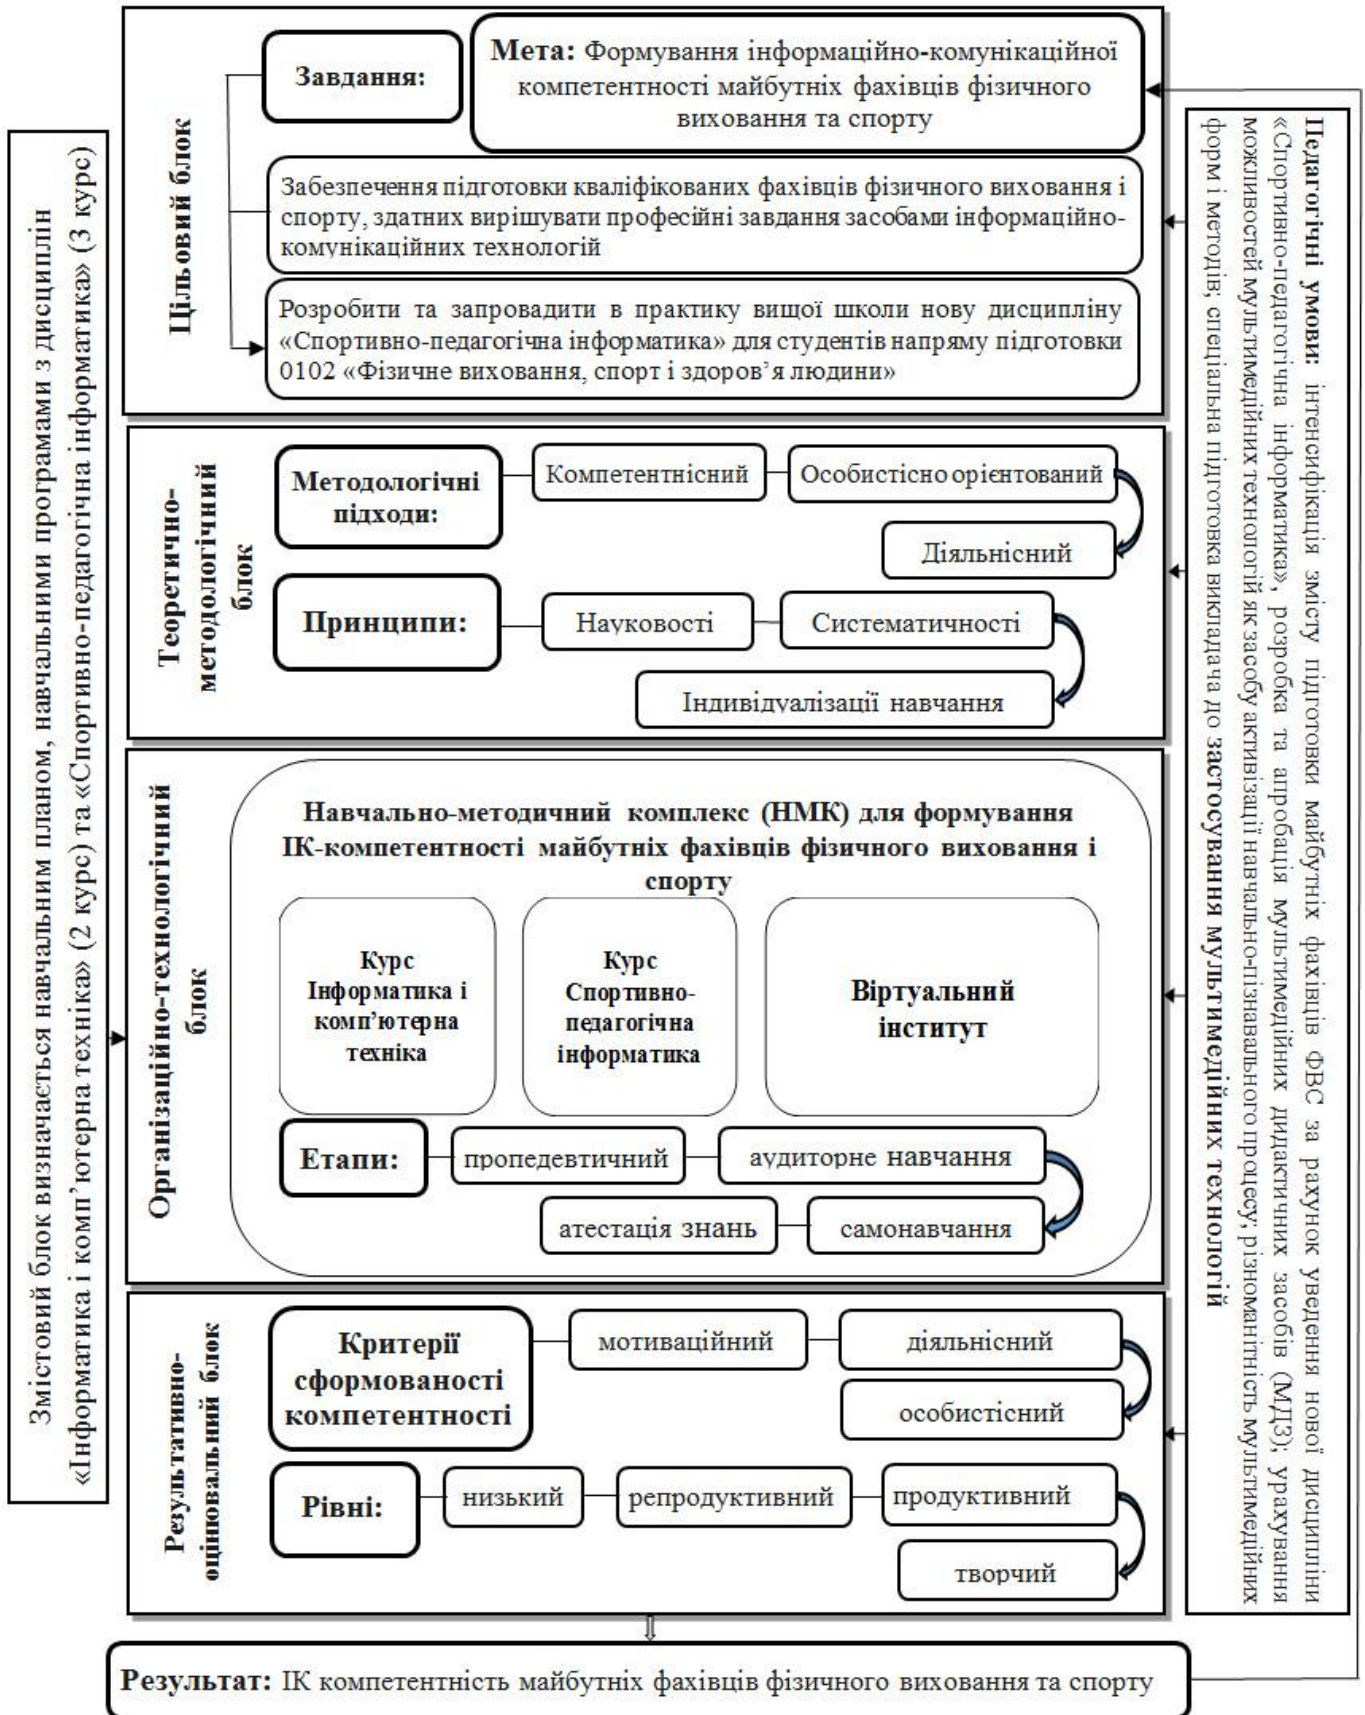 Змістовий блок визначається навчальним планом, навчальними програмами з дисциплін
«Інформатика і комп'ютерна техніка» (2 курс) та «Спортивно-педагогічна інформатика» (3 курс)
Цільовий блок
Завдання:
Мета: Формування інформаційно-комунікаційної
компетентності майбутніх фахівців фізичного
виховання та спорту
Забезпечення підготовки кваліфікованих фахівців фізичного виховання і
спорту, здатних вирішувати професійні завдання засобами інформаційно-
комунікаційних технологій
Розробити та запровадити в практику вищої школи нову дисципліну
«Спортивно-педагогічна інформатика» для студентів напряму підготовки
0102 «Фізичне виховання, спорт і здоров'я людини»
Теоретично-
методологічний
блок
Методологічні
підходи:
Компетентнісний
Особистісно орієнтований
Діяльнісний
Принципи:
Науковості
Систематичності
Індивідуалізації навчання
Організаційно-технологічний
блок
Навчально-методичний комплекс (НМК) для формування
ІК-компетентності майбутніх фахівців фізичного виховання і
спорту
Курс
Інформатика і
комп'ютерна
техніка
Курс
Спортивно-
педагогічна
інформатика
Віртуальний
інститут
Етапи:
пропедевтичний
аудиторне навчання
атестація знань
самонавчання
Результативно-
оцінювальний блок
Критерії
сформованості
компетентності
мотиваційний
діяльнісний
особистісний
Рівні:
низький
репродуктивний
продуктивний
творчий
Педагогічні умови: інтенсифікація змісту підготовки майбутніх фахівців ФВС за рахунок уведення нової дисципліни
«Спортивно-педагогічна інформатика», розробка та апробація мультимедійних дидактичних засобів (МДЗ); урахування
можливостей мультимедійних технологій як засобу активізації навчально-пізнавального процесу; різноманітність мультимедійних
форм і методів; спеціальна підготовка викладача до застосування мультимедійних технологій
Результат: ІК компетентність майбутніх фахівців фізичного виховання та спорту